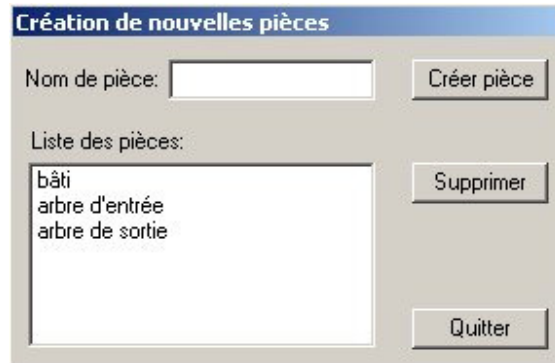 Création de nouvelles pièces
Nom de pièce:
Créer pièce
Liste des pièces:
bâti
arbre d'entrée
arbre de sortie
Supprimer
Quitter